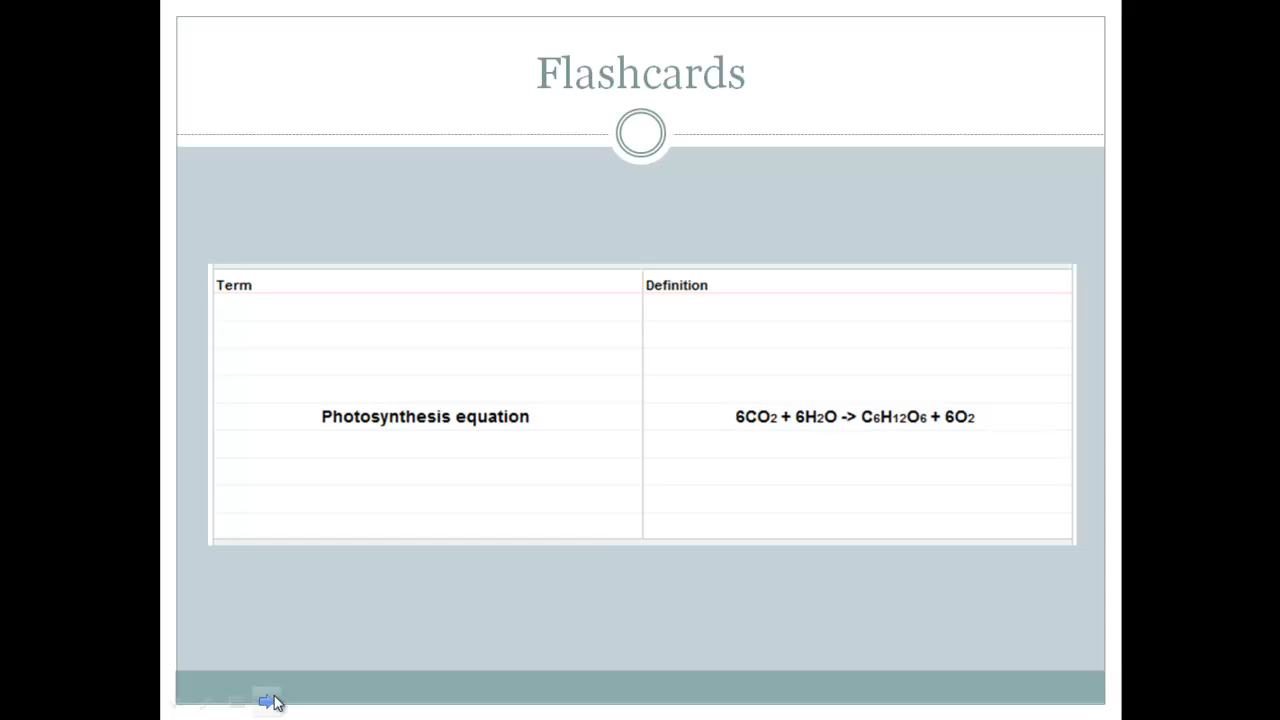 Flashcards
Term
Definition
Photosynthesis equation
6CO2 + 6H2O -> C6H12O6 + 6O2